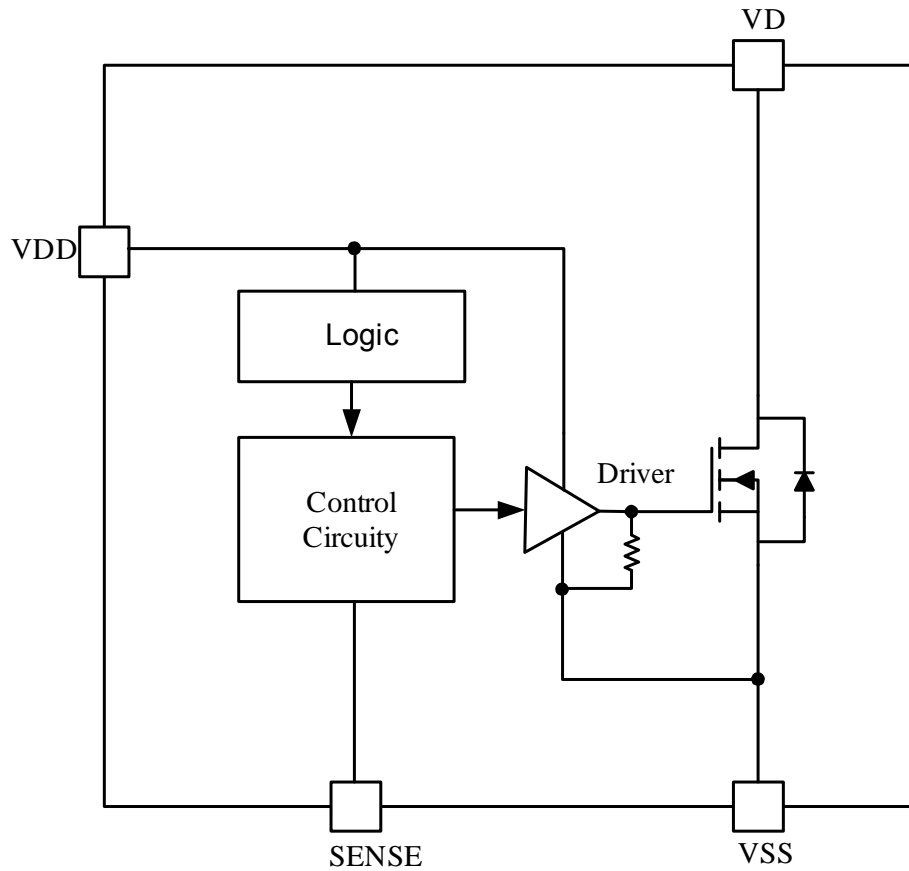 VD
VDD
Logic
Driver
Control
Circuity
SENSE
VSS